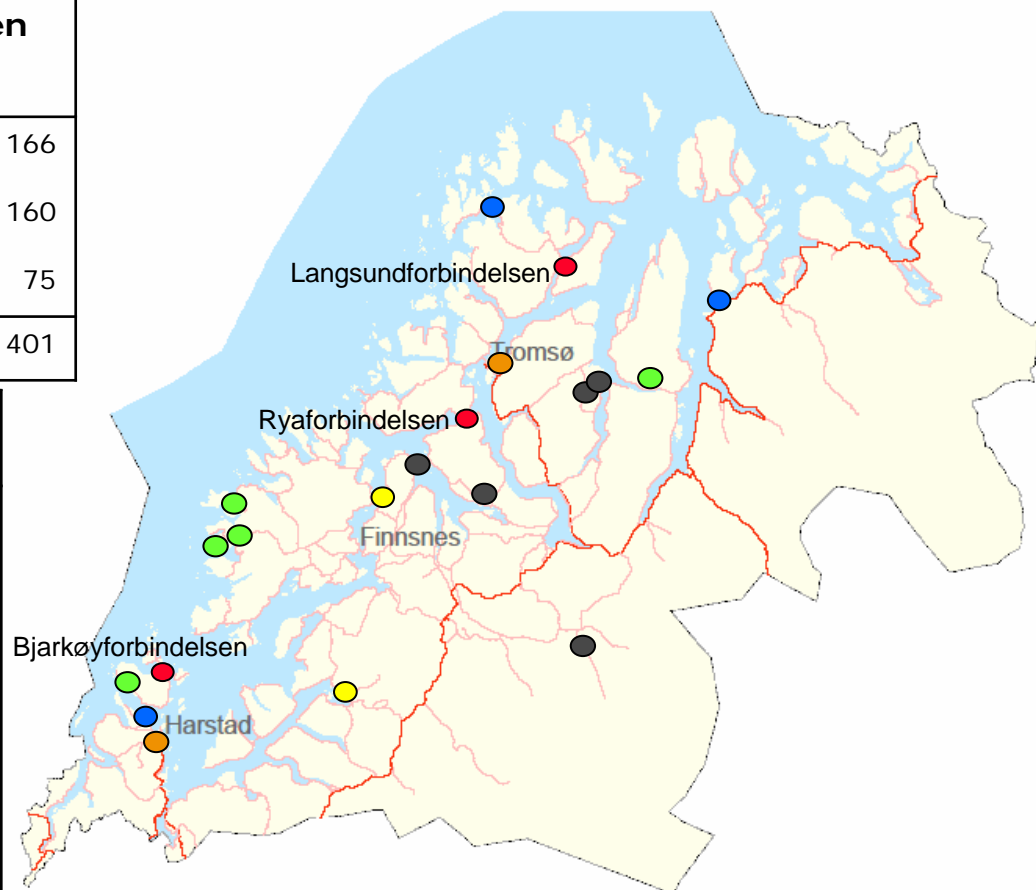 en
166
160
75
401
Langsundforbindelsen
Tromsø
Ryaforbindelsen
Finnsnes
Bjarkøyforbindelsen
Harstad